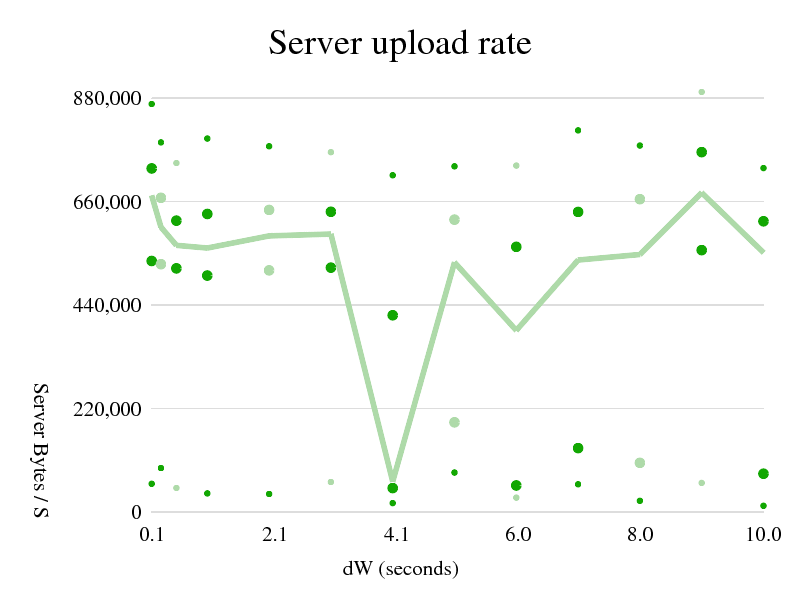 Server upload rate
880,000
660,000
440,000
220,000
0
Server Bytes / S
0.1 2.1 4.1 6.0 8.0 10.0
dW (seconds)